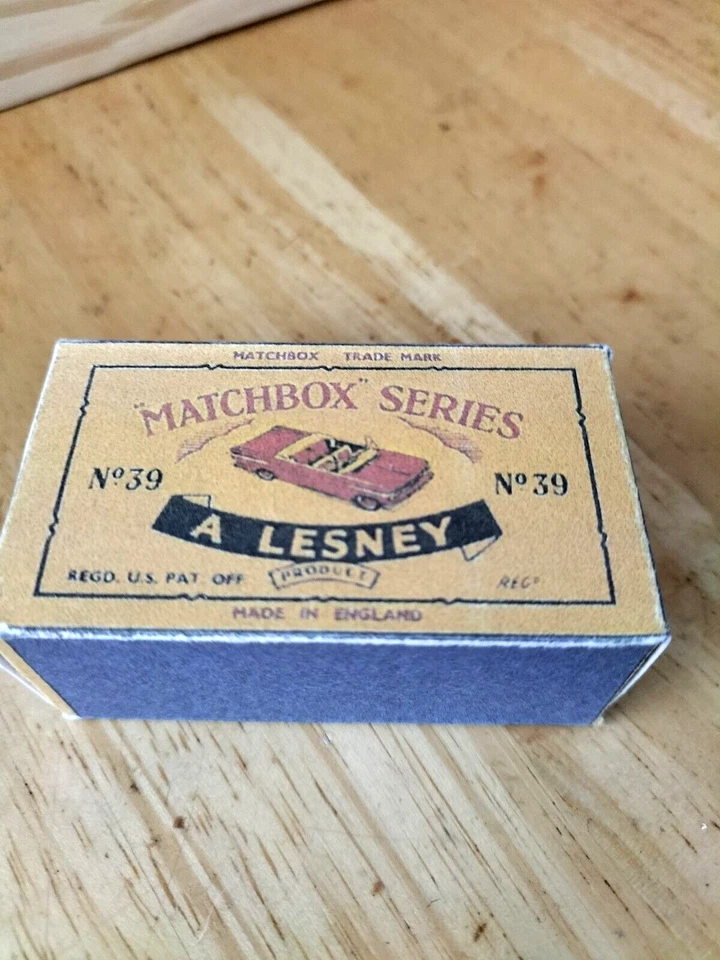 MATCHBOX TRADE MARK
"MATCHBOX" SERIES
Nº39 Nº39
A LESNEY
PRODUCT
REGD. U.S. PAT. OFF. REGD
MADE IN ENGLAND